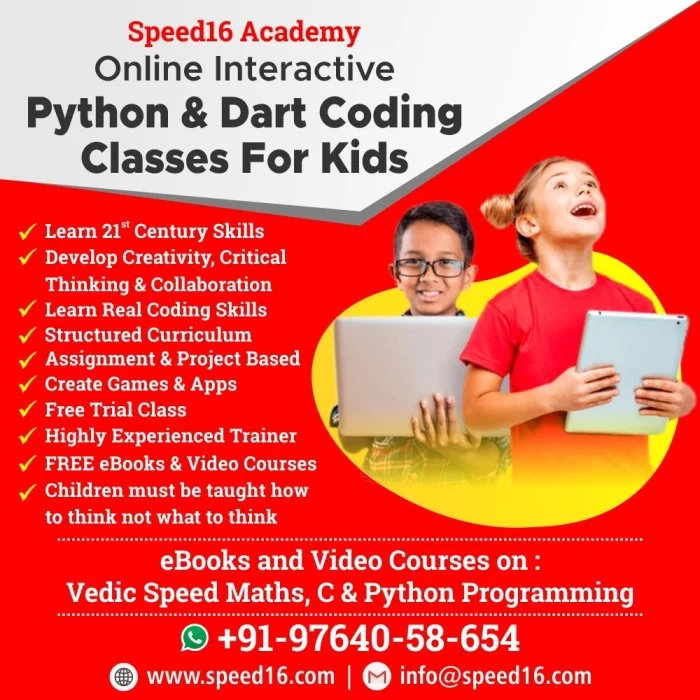 Speed16 Academy
Online Interactive
Python & Dart Coding
Classes For Kids
Learn 21st Century Skills
Develop Creativity, Critical
Thinking & Collaboration
Learn Real Coding Skills
Structured Curriculum
Assignment & Project Based
Create Games & Apps
Free Trial Class
Highly Experienced Trainer
FREE eBooks & Video Courses
Children must be taught how
to think not what to think
eBooks and Video Courses on :
Vedic Speed Maths, C & Python Programming
+91-97640-58-654
www.speed16.com | info@speed16.com